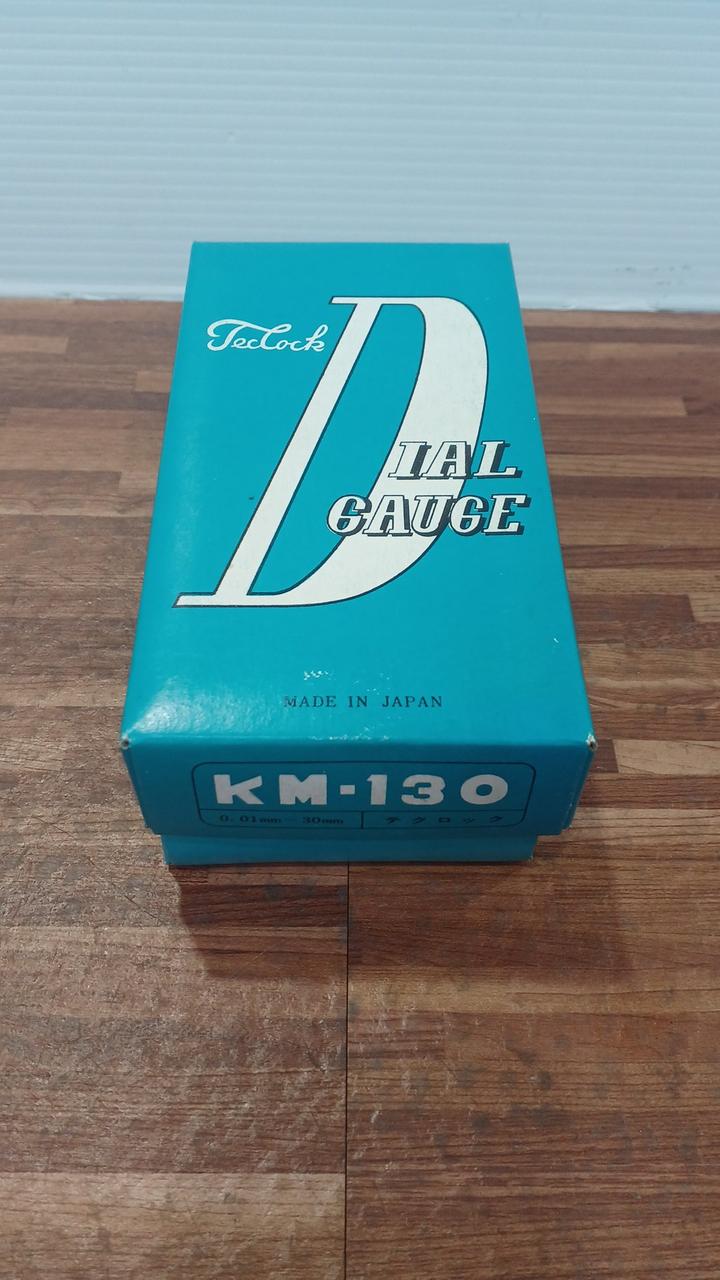 Teclock
DIAL
GAUGE
MADE IN JAPAN
KM-130
0.01mm-30mm テクロック